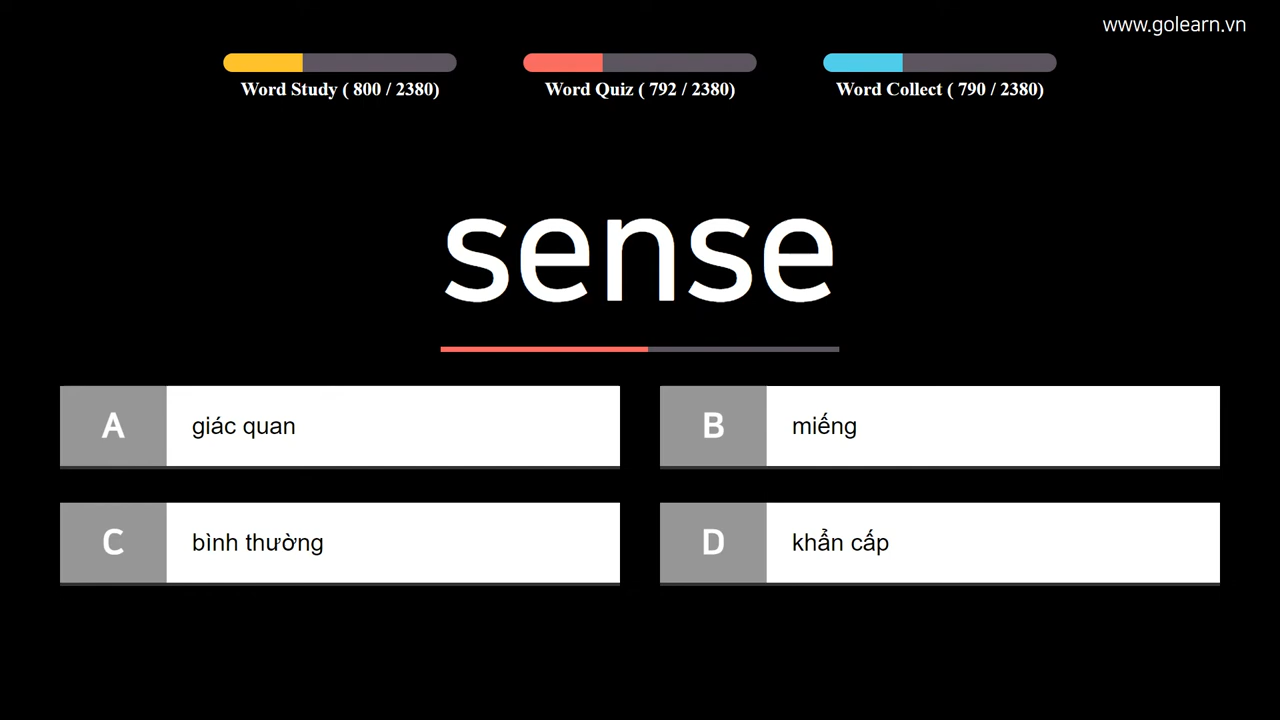 www.golearn.vn
Word Study ( 800 / 2380)
Word Quiz ( 792 / 2380)
Word Collect ( 790 / 2380)
sense
A giác quan
B miếng
C bình thường
D khẩn cấp